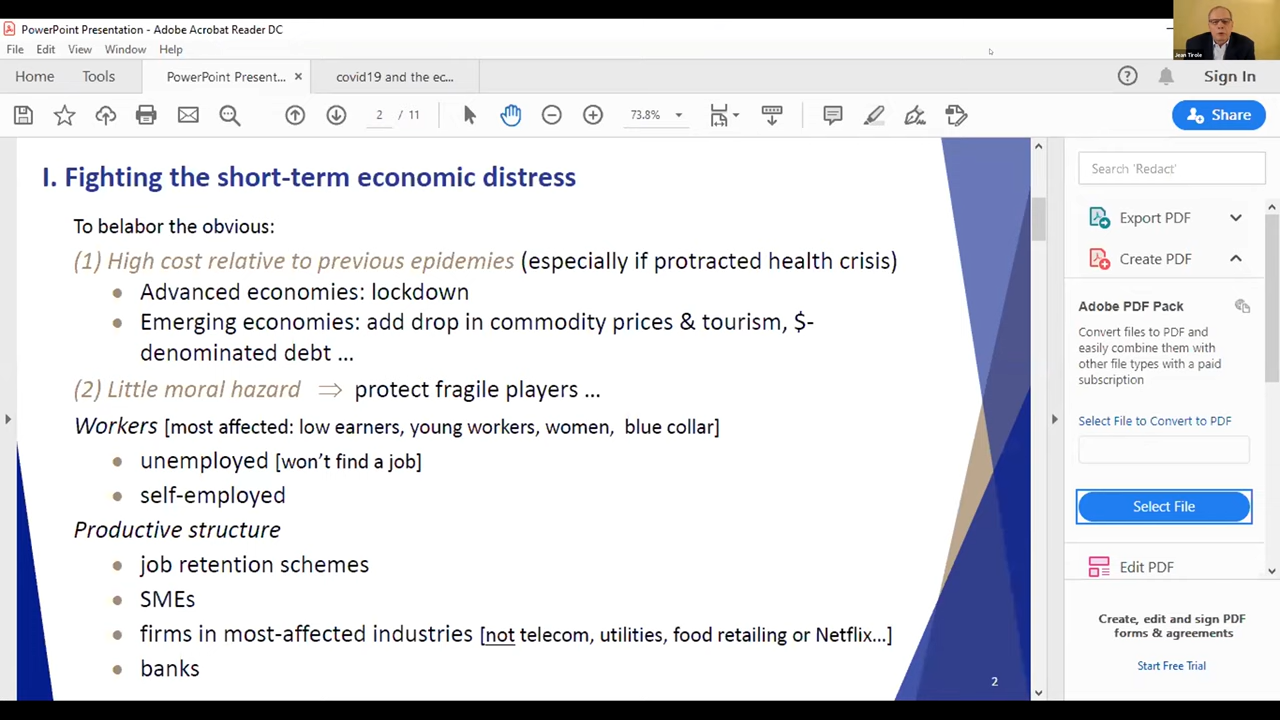 PowerPoint Presentation - Adobe Acrobat Reader DC
File Edit View Window Help
Jean Tirole
Home Tools PowerPoint Present... × covid19 and the ec... Sign In
2 / 11 73.8% Share
I. Fighting the short-term economic distress
To belabor the obvious:
(1) High cost relative to previous epidemies (especially if protracted health crisis)
• Advanced economies: lockdown
• Emerging economies: add drop in commodity prices & tourism, $-
denominated debt ...
(2) Little moral hazard ⇒ protect fragile players ...
Workers [most affected: low earners, young workers, women, blue collar]
• unemployed [won't find a job]
• self-employed
Productive structure
• job retention schemes
• SMEs
• firms in most-affected industries [not telecom, utilities, food retailing or Netflix...]
• banks
2
Search 'Redact'
Export PDF
Create PDF
Adobe PDF Pack
Convert files to PDF and
easily combine them with
other file types with a paid
subscription
Select File to Convert to PDF
Select File
Edit PDF
Create, edit and sign PDF
forms & agreements
Start Free Trial